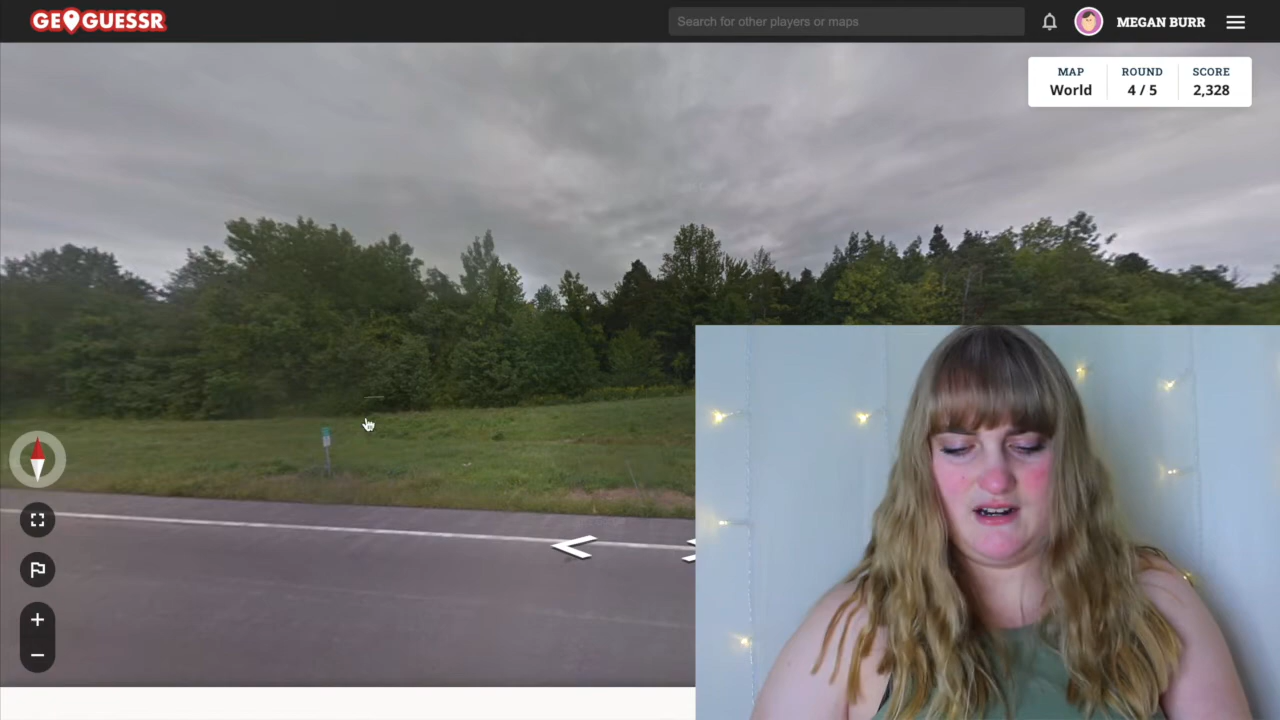 GEOGUESSR
Search for other players or maps
MEGAN BURR
MAP
World
ROUND
4 / 5
SCORE
2,328